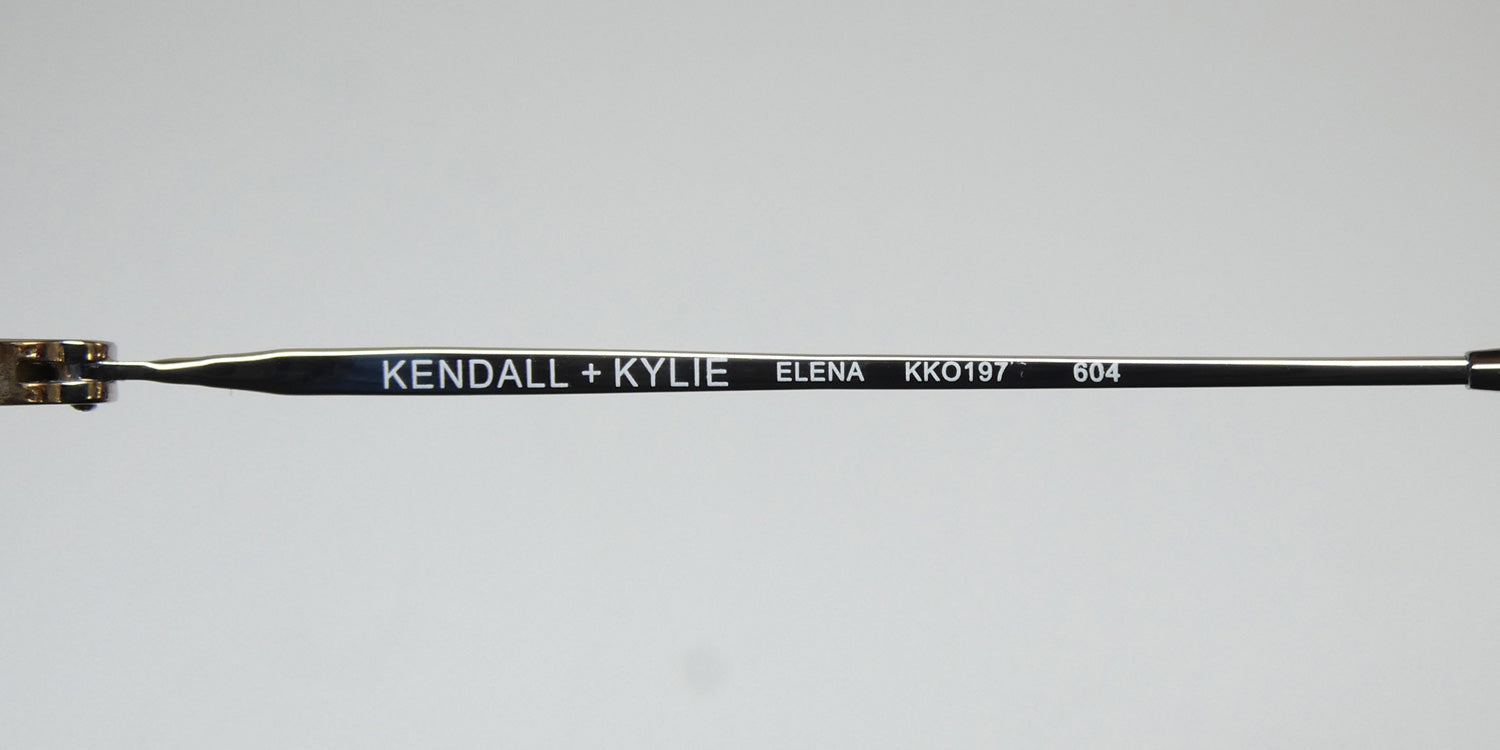 KENDALL + KYLIE ELENA KKO197 604